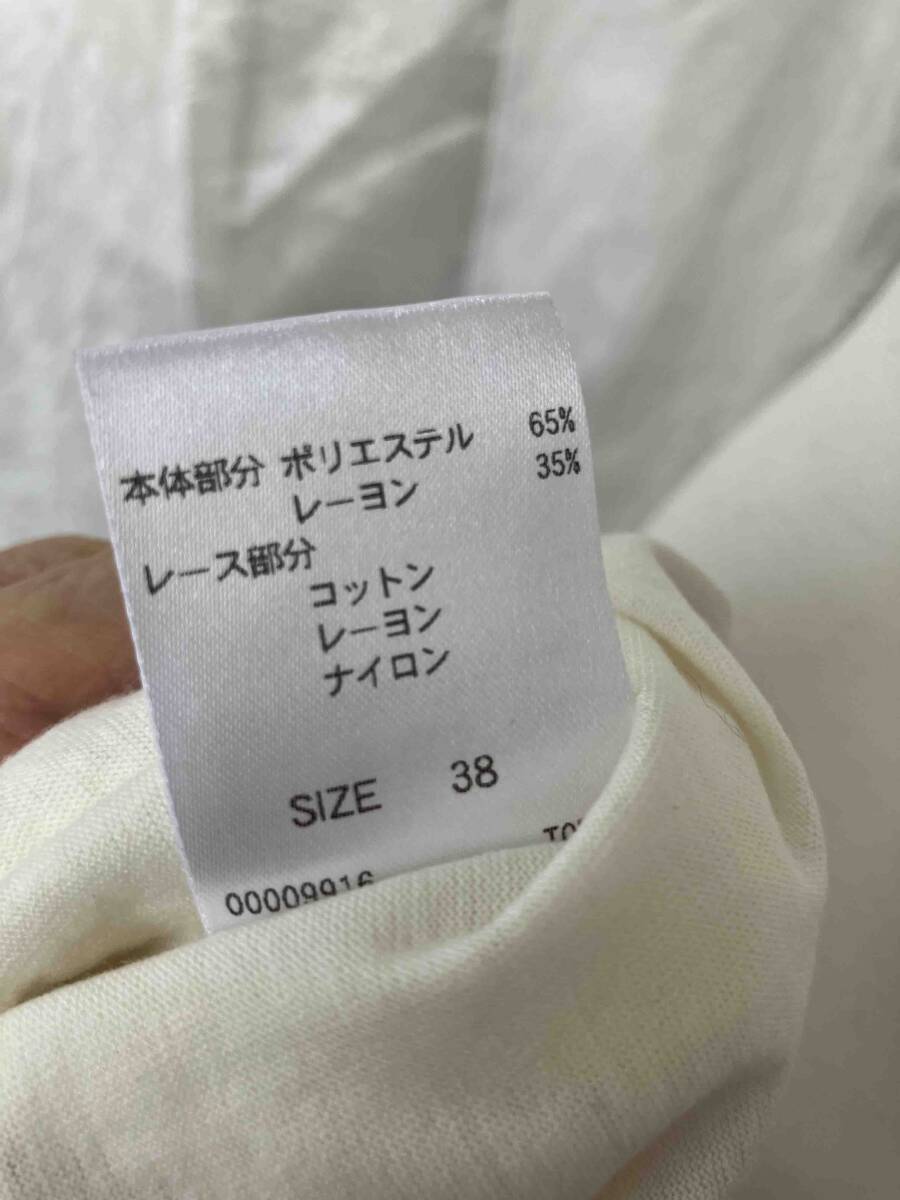 本体部分 ポリエステル 65%
レーヨン 35%
レース部分
コットン
レーヨン
ナイロン
SIZE 38
00009916